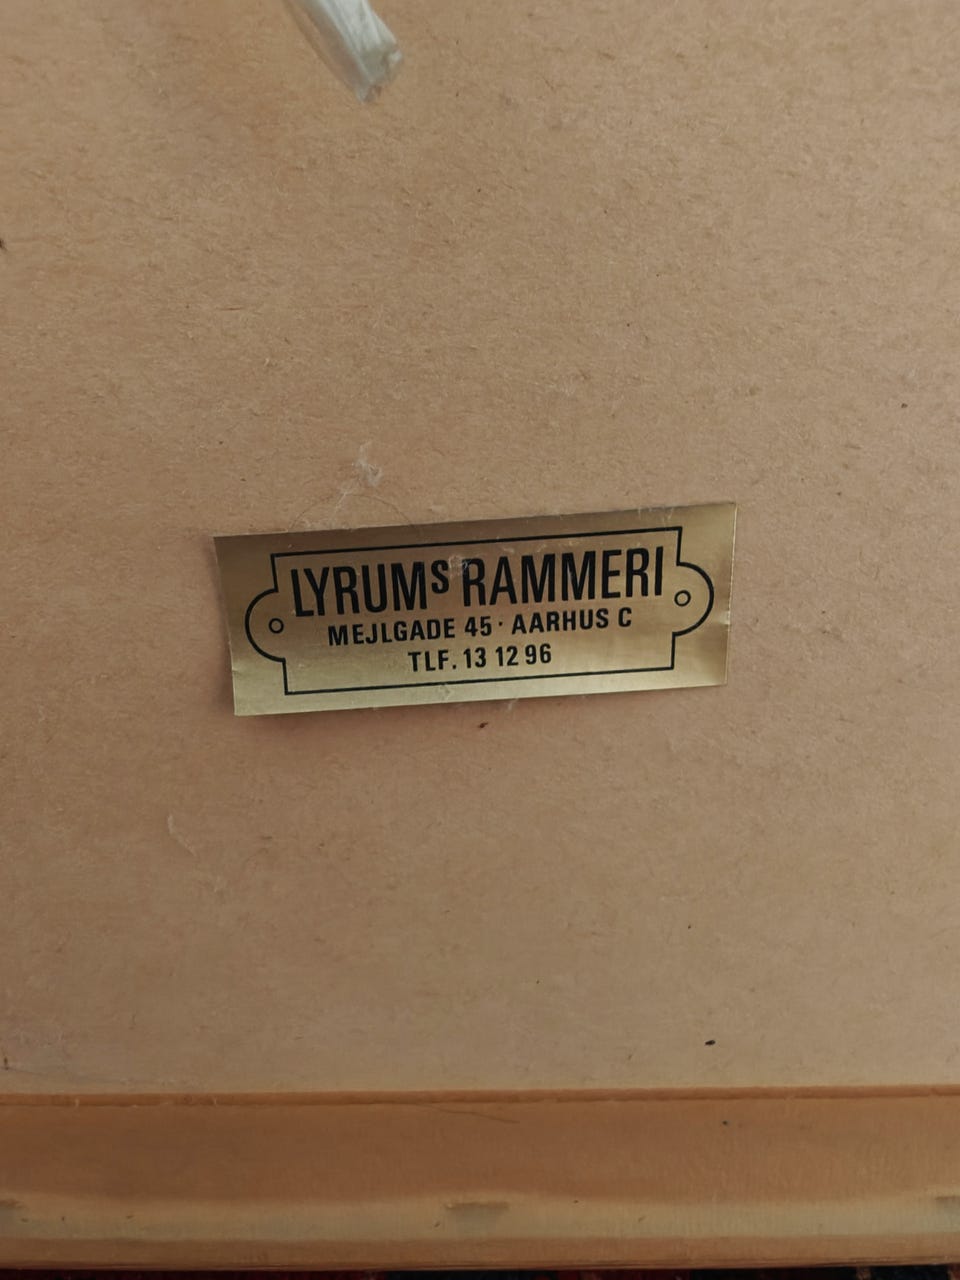 LYRUMS RAMMERI
MEJLGADE 45 · AARHUS C
TLF. 13 12 96